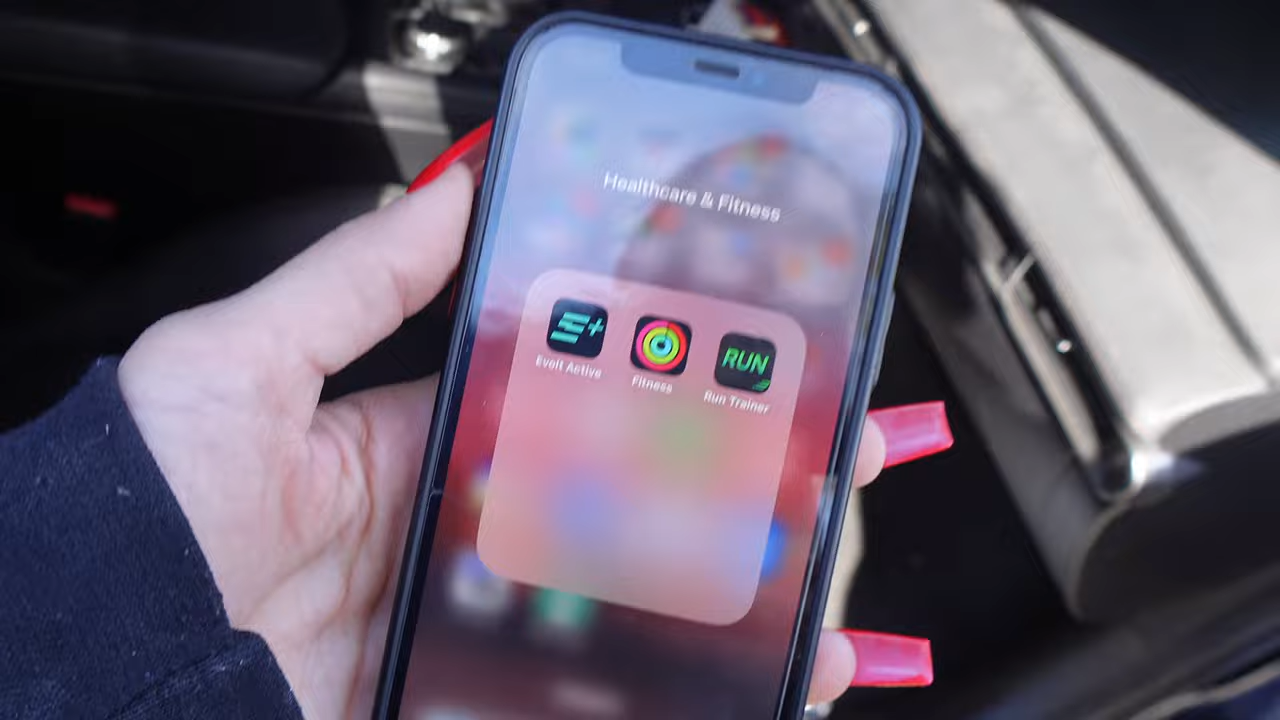 Healthcare & Fitness
RUN
Evolt Active
Fitness
Run Trainer